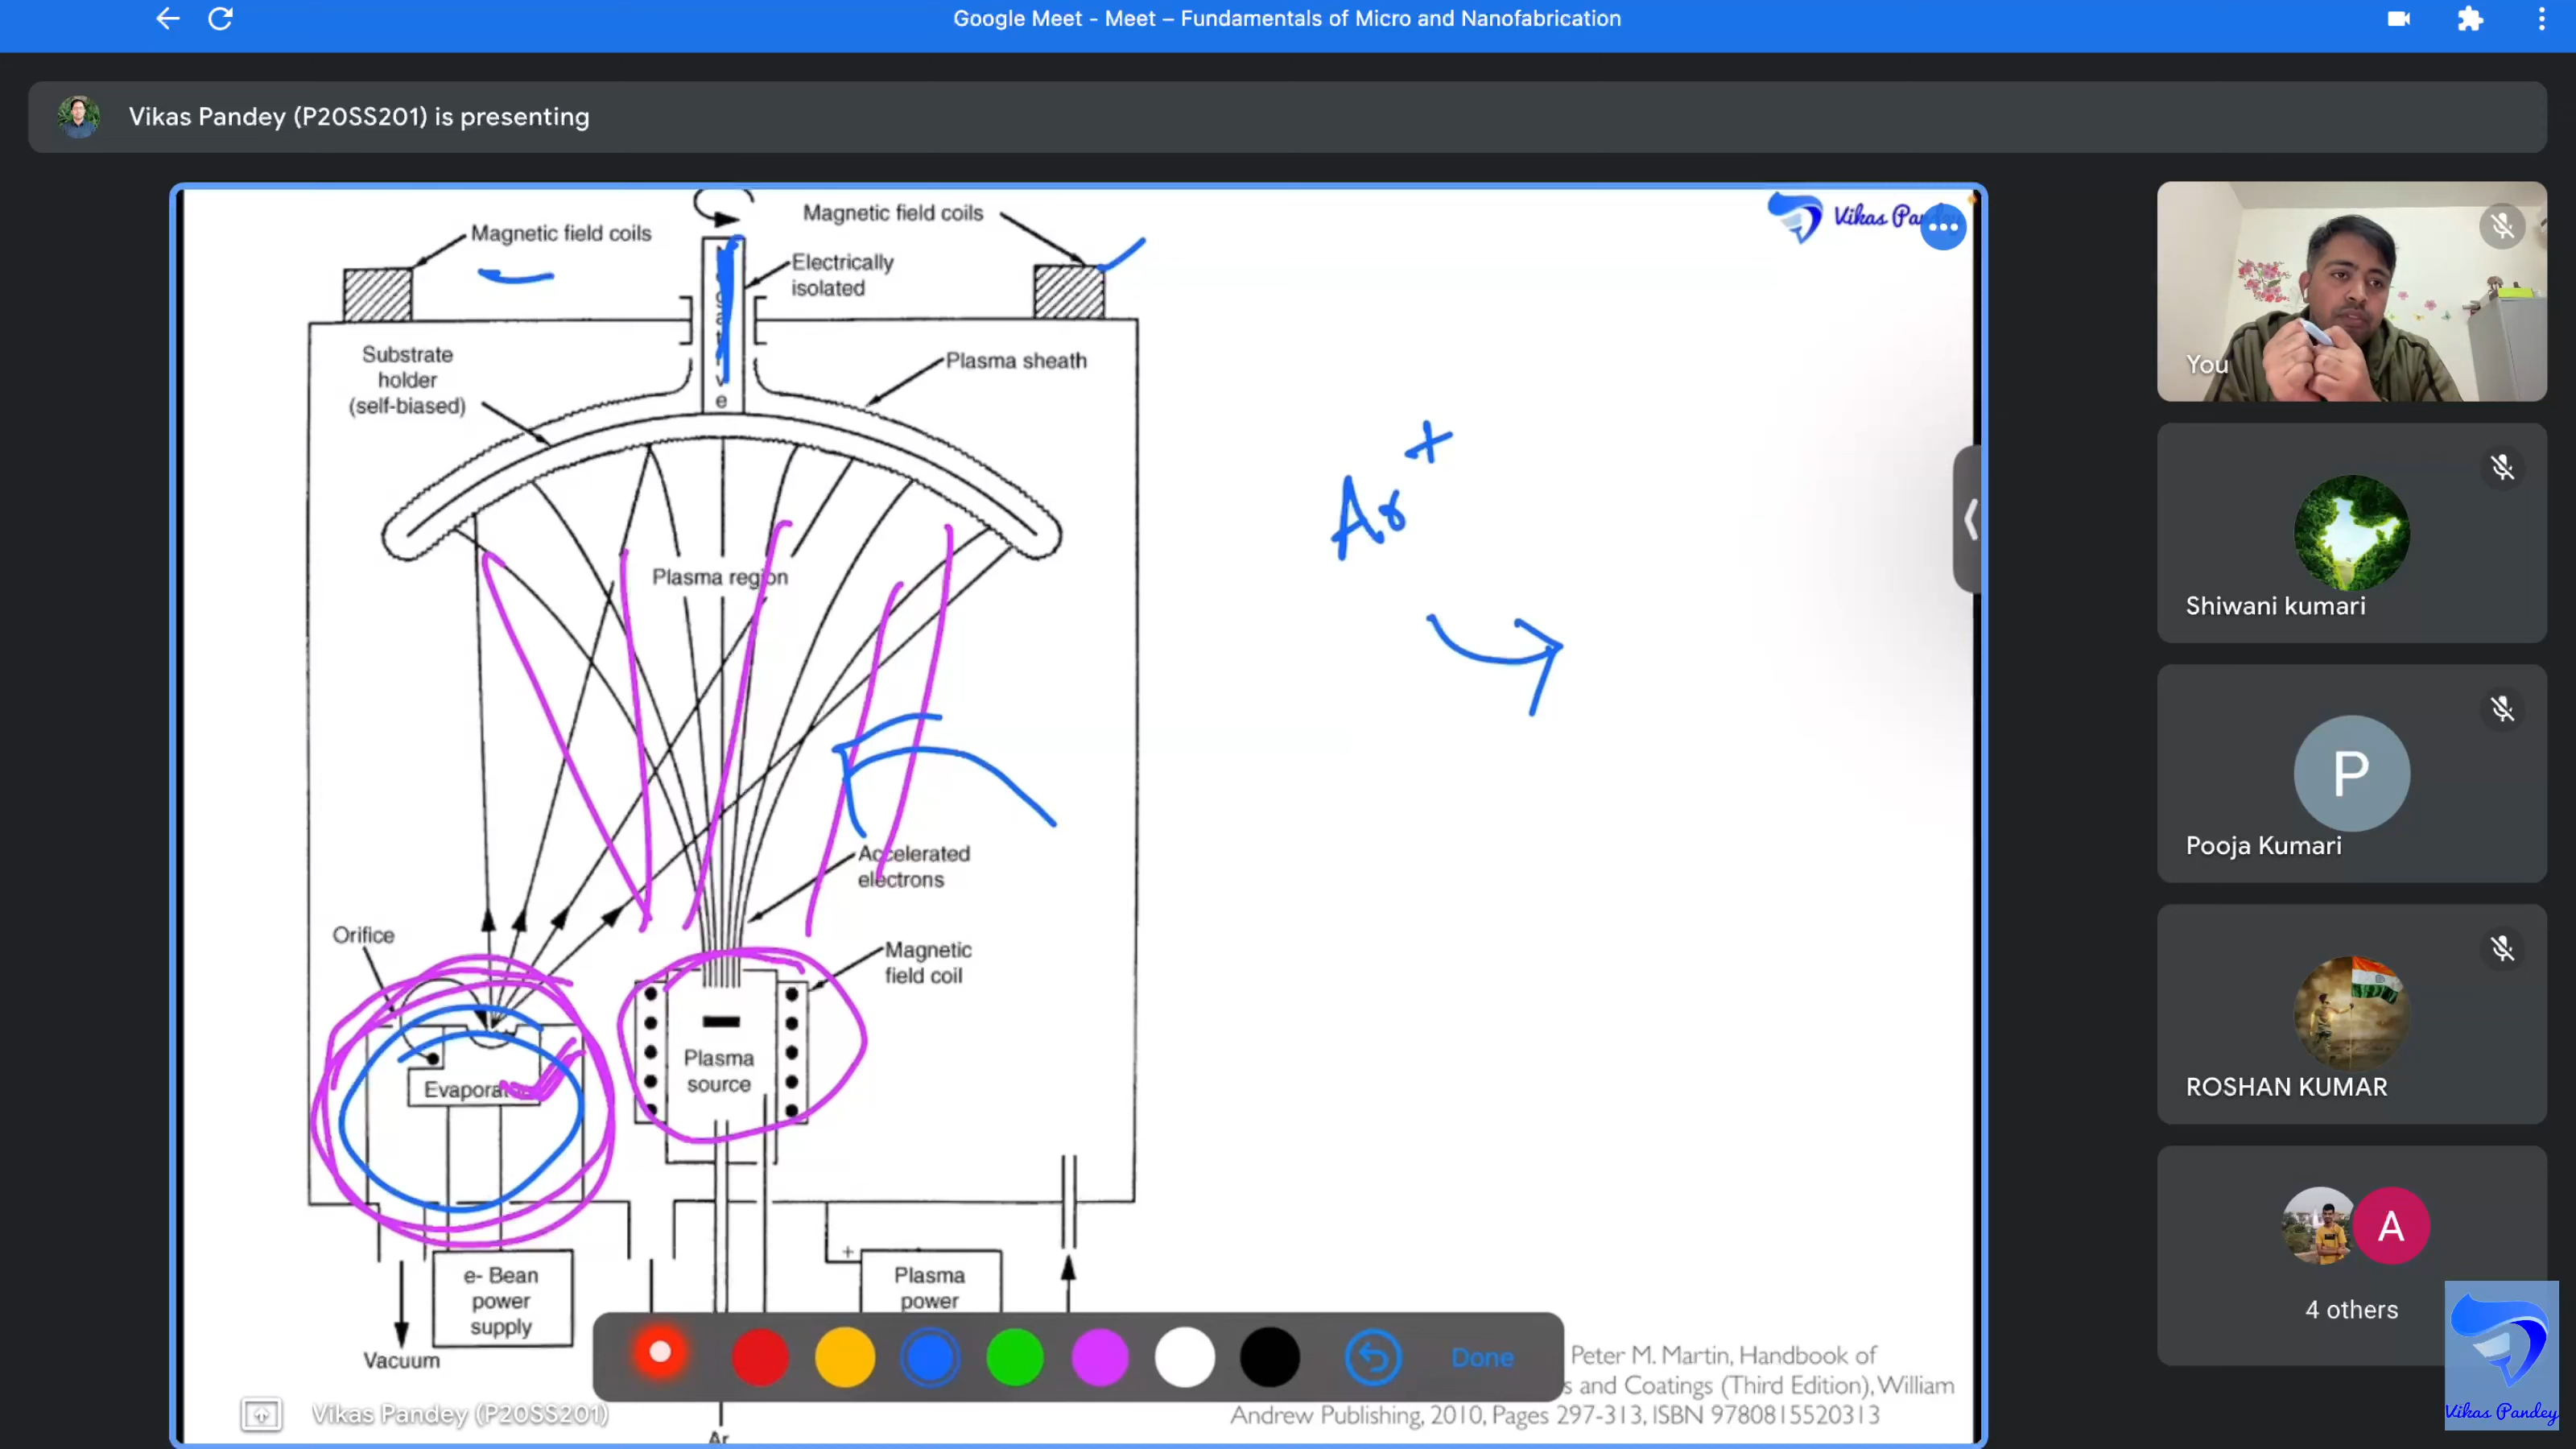 Google Meet - Meet – Fundamentals of Micro and Nanofabrication
Vikas Pandey (P20SS201) is presenting
Magnetic field coils
Magnetic field coils
Vikas
Electrically
isolated
Substrate
holder
(self-biased)
Plasma sheath
Ar+
Plasma region
Accelerated
electrons
Orifice
Magnetic
field coil
Plasma
source
e- Bean
power
supply
+
Plasma
power
Vacuum
Ar
Done
Peter M. Martin, Handbook of
s and Coatings (Third Edition), William
Andrew Publishing, 2010, Pages 297-313, ISBN 9780815520313
Vikas Pandey (P20SS201)
You
Shiwani kumari
P
Pooja Kumari
ROSHAN KUMAR
A
4 others
Vikas Pandey